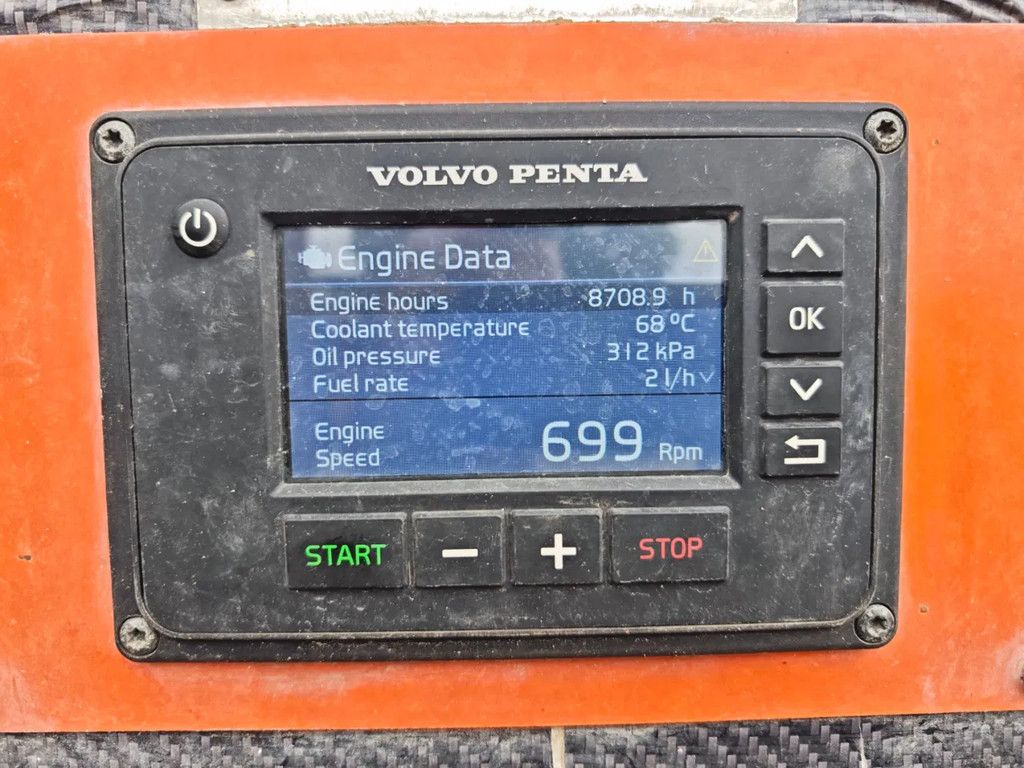 VOLVO PENTA
Engine Data
Engine hours 8708.9 h
Coolant temperature 68 ºC
Oil pressure 312 kPa
Fuel rate 2 l/h
Engine Speed 699 Rpm
OK
START - + STOP